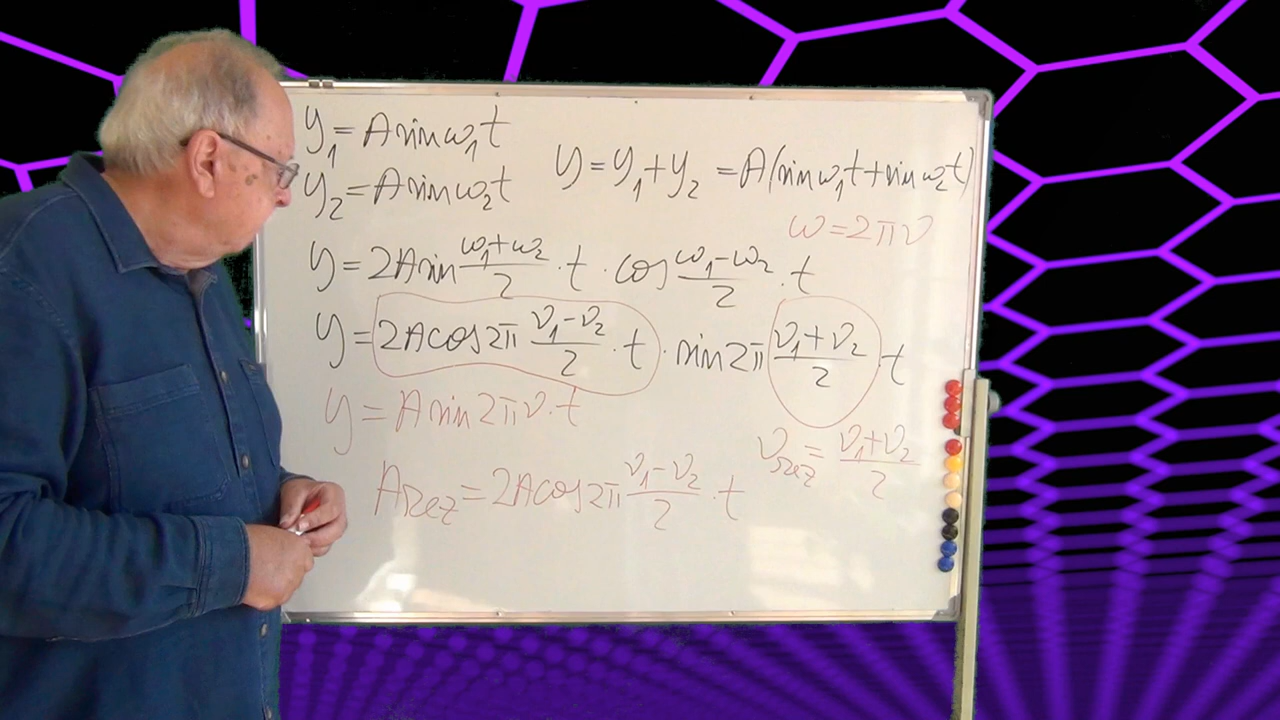 y₁ = A sin ω₁t
y₂ = A sin ω₂t
y = y₁ + y₂ = A(sin ω₁t + sin ω₂t)
ω = 2πν
y = 2A sin (ω₁+ω₂)/2 · t · cos (ω₁-ω₂)/2 · t
y = 2A cos 2π (ν₁-ν₂)/2 · t · sin 2π (ν₁+ν₂)/2 · t
y = A sin 2πν · t
ν_rez = (ν₁+ν₂)/2
A_rez = 2A cos 2π (ν₁-ν₂)/2 · t